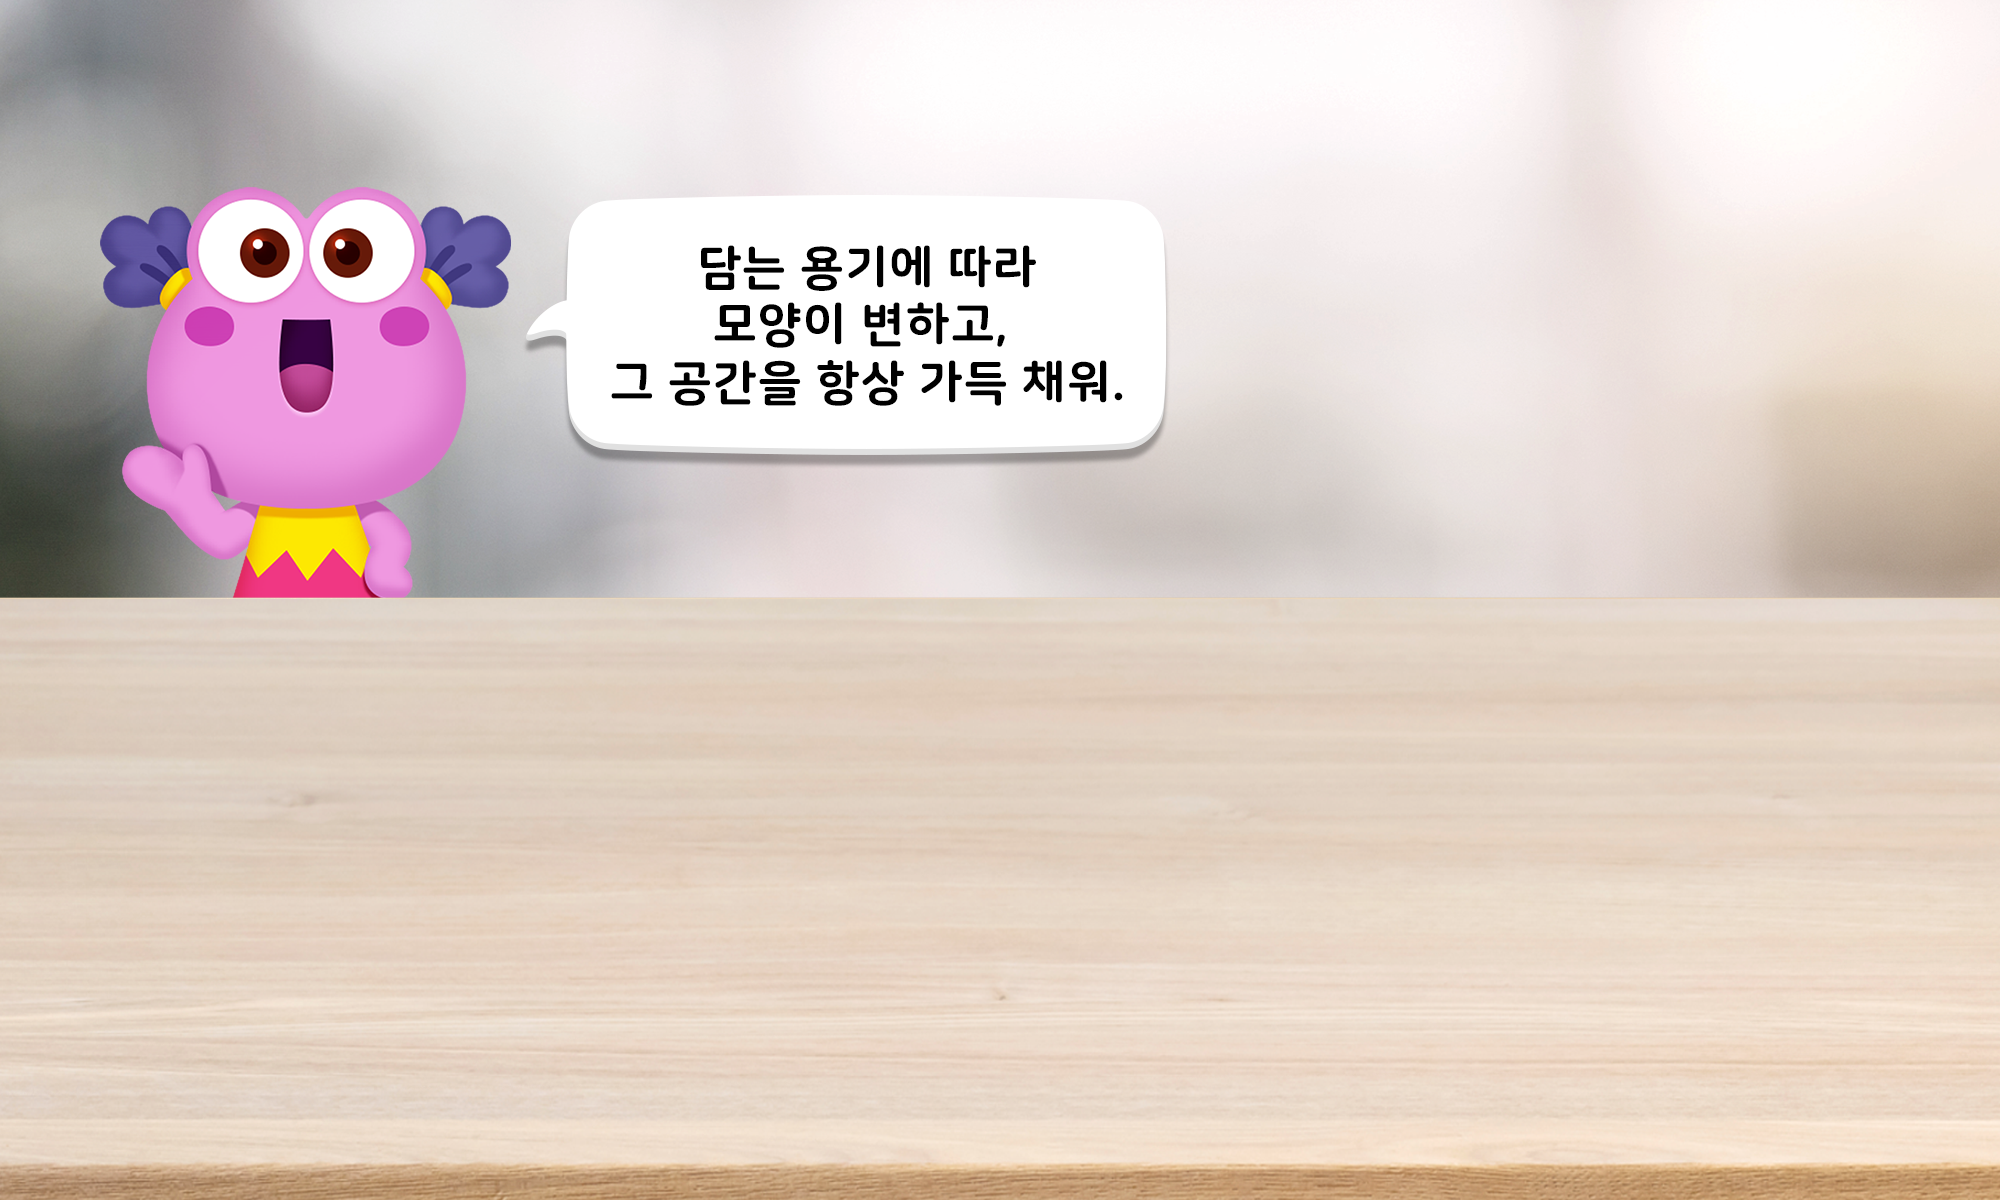 담는 용기에 따라
모양이 변하고,
그 공간을 항상 가득 채워.